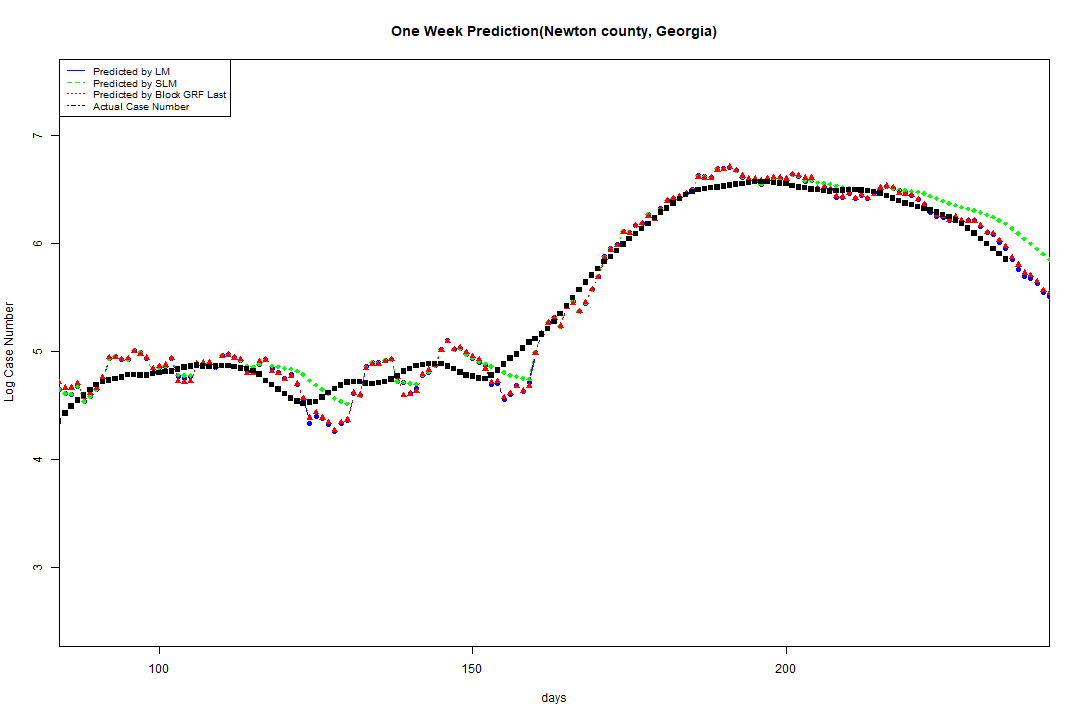 One Week Prediction(Newton county, Georgia)
Predicted by LM
Predicted by SLM
Predicted by Block GRF Last
Actual Case Number
Log Case Number
7
6
5
4
3
100 150 200
days